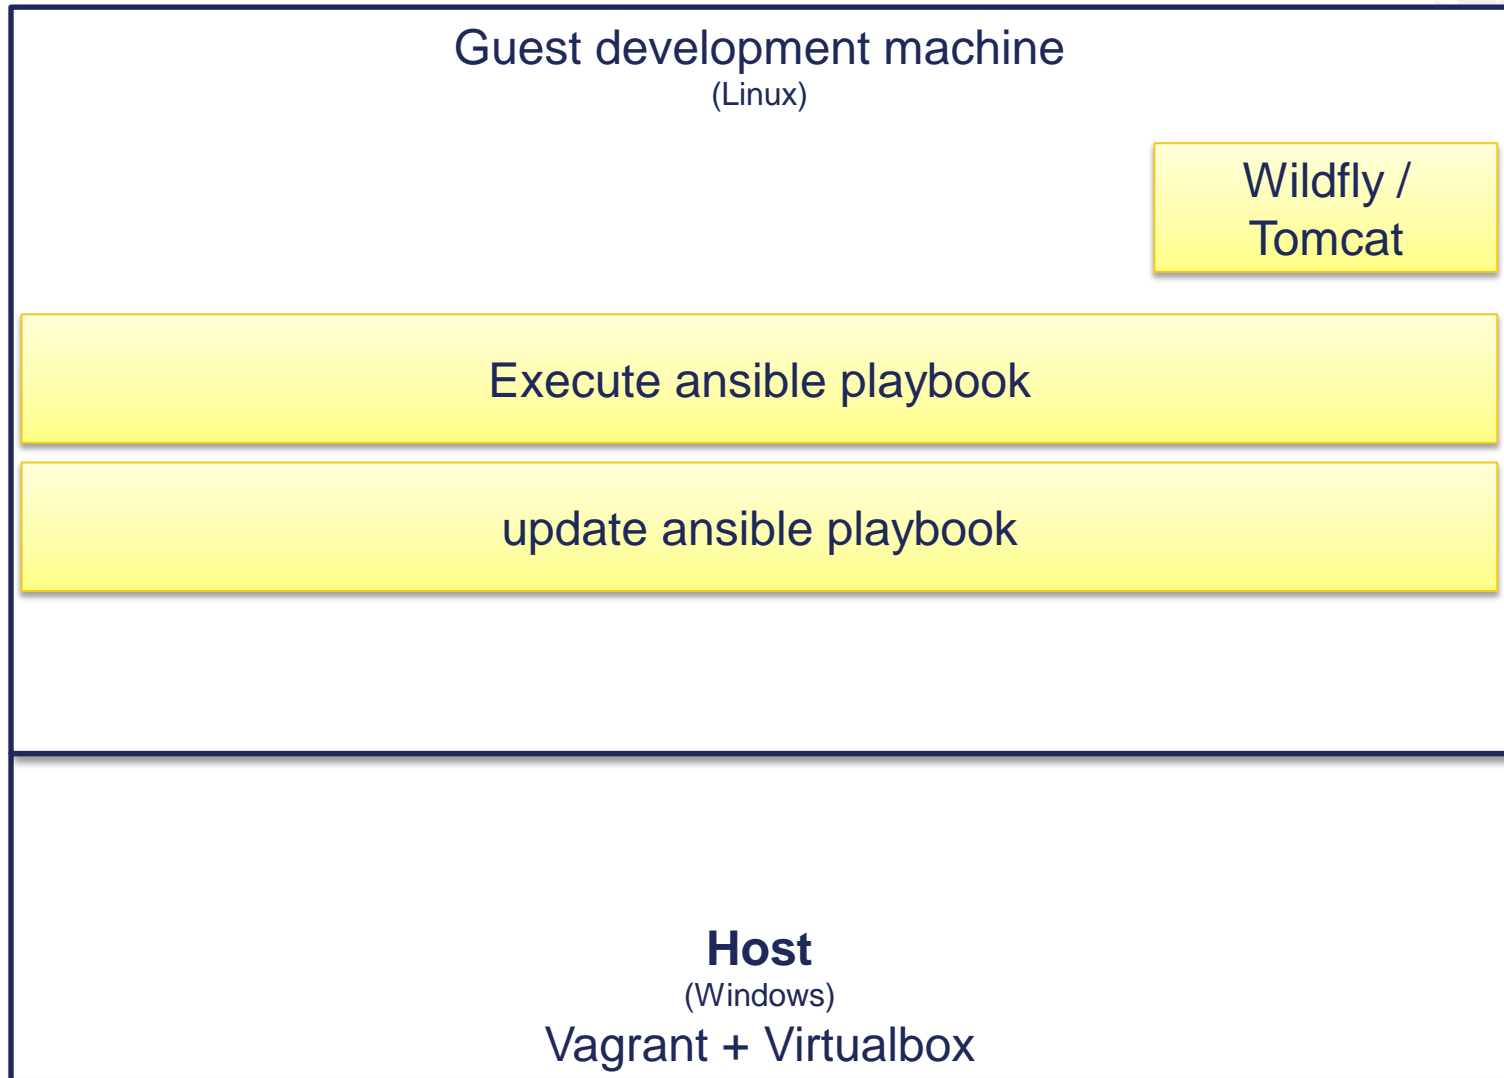 Guest development machine
(Linux)
Wildfly /
Tomcat
Execute ansible playbook
update ansible playbook
Host
(Windows)
Vagrant + Virtualbox